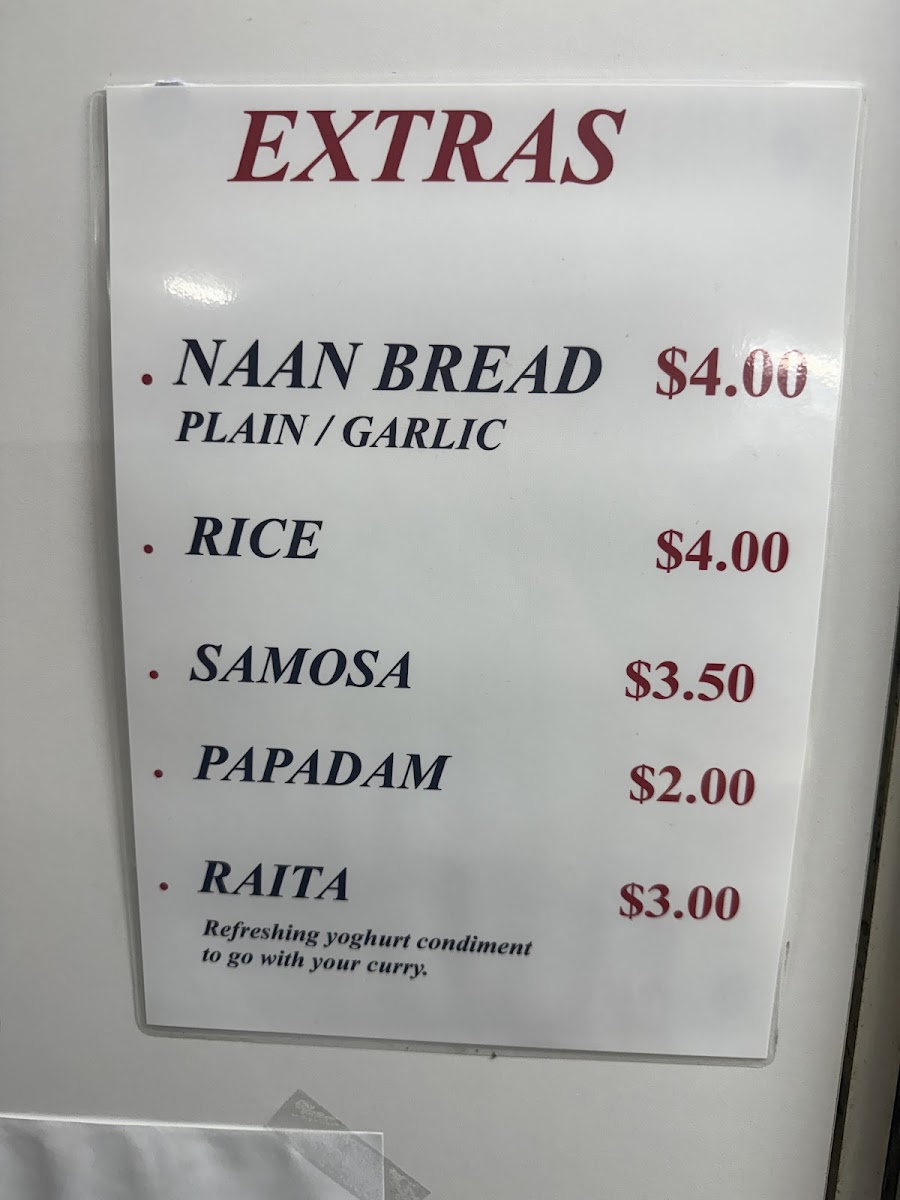 EXTRAS
• NAAN BREAD $4.00
PLAIN / GARLIC
• RICE $4.00
• SAMOSA $3.50
• PAPADAM $2.00
• RAITA $3.00
Refreshing yoghurt condiment
to go with your curry.